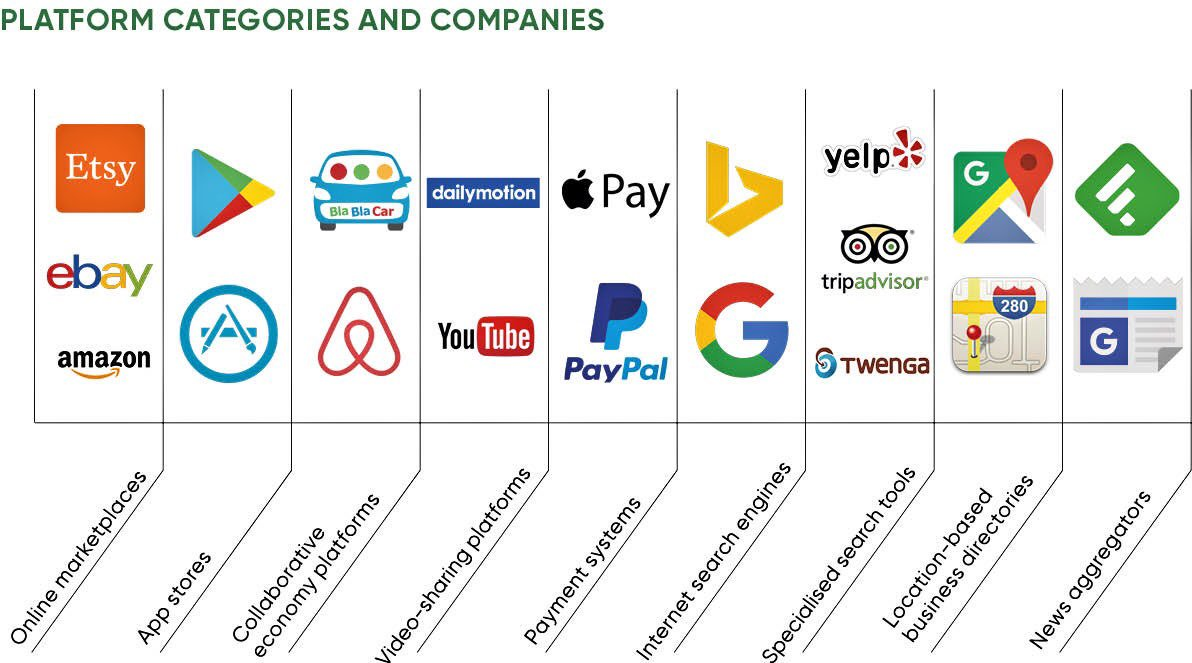 PLATFORM CATEGORIES AND COMPANIES
Etsy
ebay
amazon
Bla Bla Car
dailymotion
YouTube
Pay
PayPal
G
yelp
tripadvisor®
TWENGA
G
280
G
Online marketplaces
App stores
Collaborative
economy platforms
Video-sharing platforms
Payment systems
Internet search engines
Specialised search tools
Location-based
business directories
News aggregators